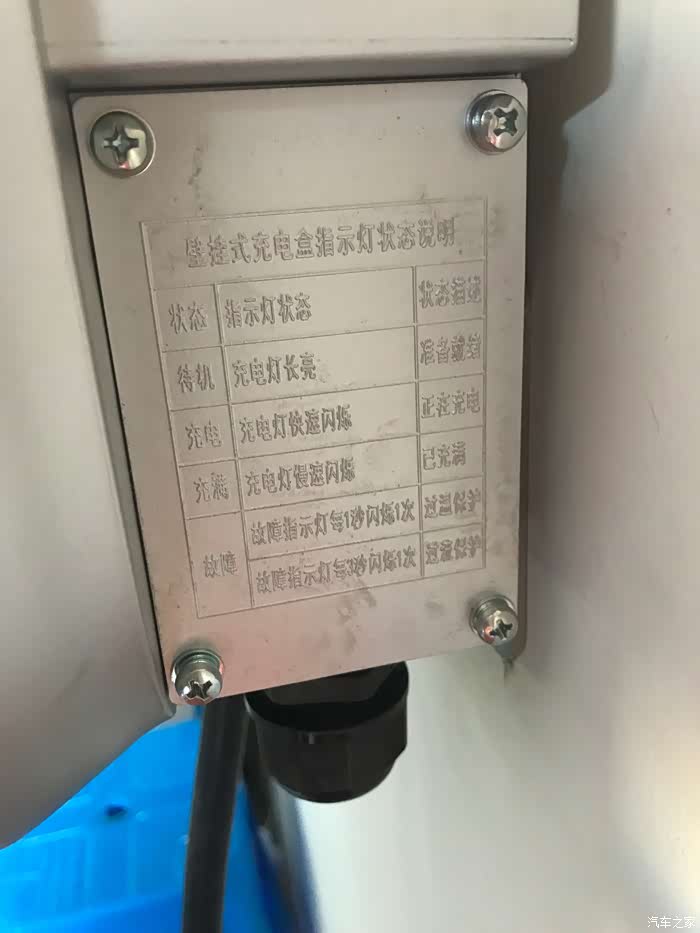 壁挂式充电盒指示灯状态说明
状态 指示灯状态 状态描述
待机 充电灯长亮 准备就绪
充电 充电灯快速闪烁 正在充电
充满 充电灯慢速闪烁 已充满
故障 故障指示灯每1秒闪烁1次 过温保护
故障指示灯每3秒闪烁1次 过流保护
汽车之家